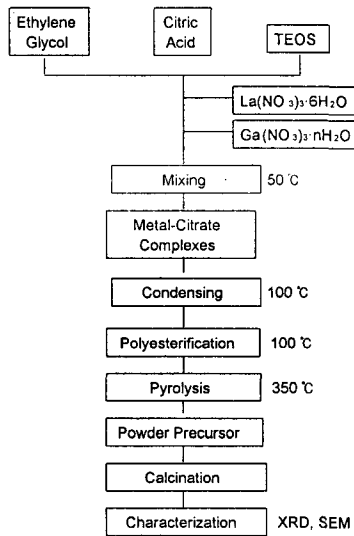 Ethylene
Glycol
Citric
Acid
TEOS
La(NO₃)₃·6H₂O
Ga(NO₃)₃·nH₂O
Mixing 50 ℃
Metal-Citrate
Complexes
Condensing 100 ℃
Polyesterification 100 ℃
Pyrolysis 350 ℃
Powder Precursor
Calcination
Characterization XRD, SEM